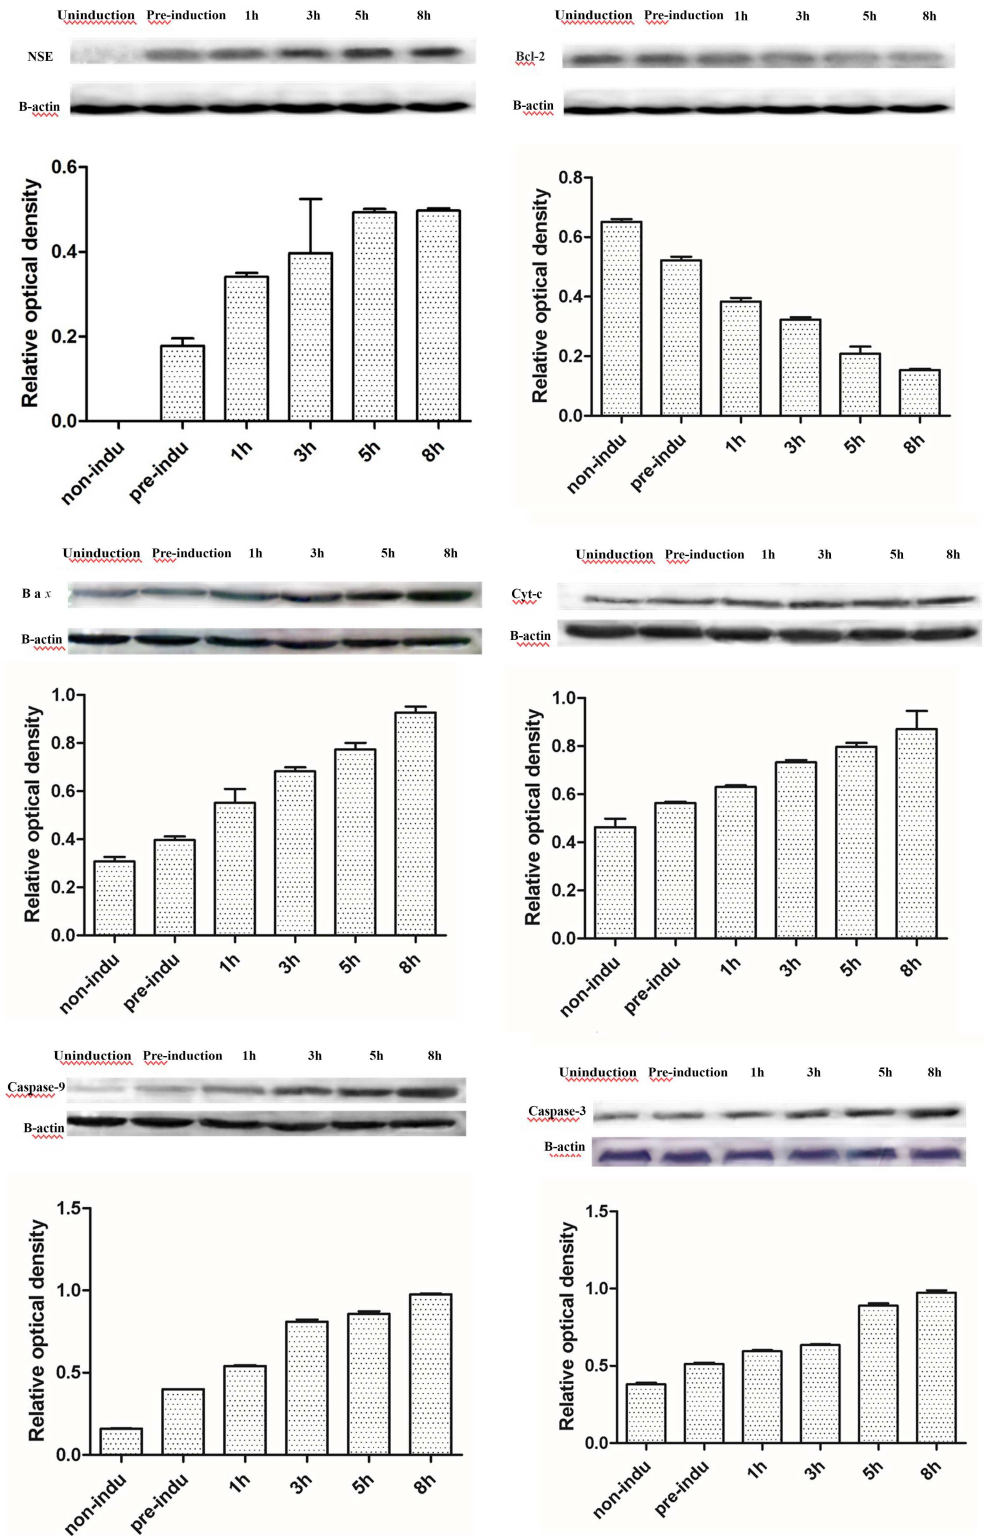 Uninduction Pre-induction 1h 3h 5h 8h
NSE
B-actin
Relative optical density
0.6
0.4
0.2
0.0
non-indu pre-indu 1h 3h 5h 8h
Uninduction Pre-induction 1h 3h 5h 8h
Bcl-2
B-actin
Relative optical density
0.8
0.6
0.4
0.2
0.0
non-indu pre-indu 1h 3h 5h 8h
Uninduction Pre-induction 1h 3h 5h 8h
B a x
B-actin
Relative optical density
1.0
0.8
0.6
0.4
0.2
0.0
non-indu pre-indu 1h 3h 5h 8h
Uninduction Pre-induction 1h 3h 5h 8h
Cyt-c
B-actin
Relative optical density
1.0
0.8
0.6
0.4
0.2
0.0
non-indu pre-indu 1h 3h 5h 8h
Uninduction Pre-induction 1h 3h 5h 8h
Caspase-9
B-actin
Relative optical density
1.5
1.0
0.5
0.0
non-indu pre-indu 1h 3h 5h 8h
Uninduction Pre-induction 1h 3h 5h 8h
Caspase-3
B-actin
Relative optical density
1.5
1.0
0.5
0.0
non-indu pre-indu 1h 3h 5h 8h